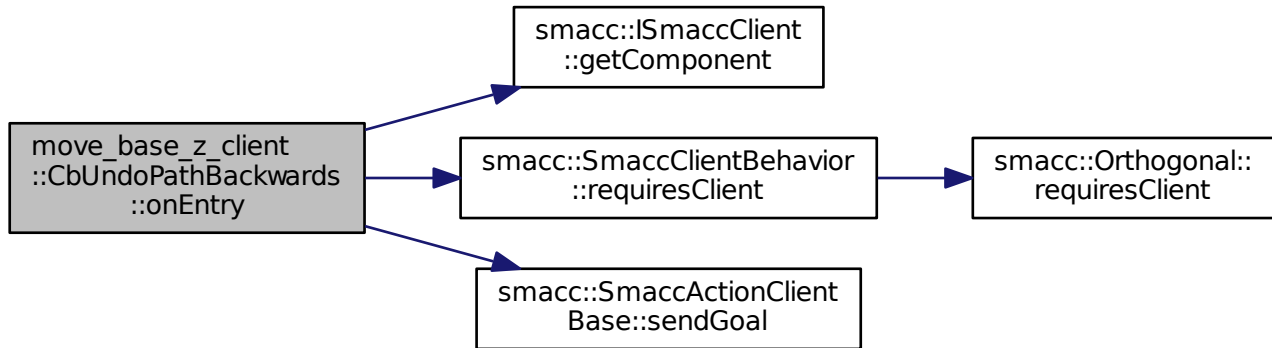 smacc::ISmaccClient
::getComponent
move_base_z_client
::CbUndoPathBackwards
::onEntry
smacc::SmaccClientBehavior
::requiresClient
smacc::Orthogonal::
requiresClient
smacc::SmaccActionClient
Base::sendGoal